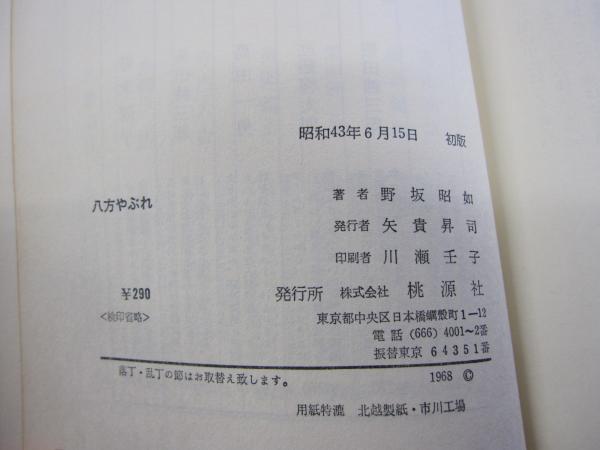 昭和43年6月15日 初版
八方やぶれ
著者 野坂昭如
発行者 矢貴昇司
印刷者 川瀬壬子
¥290
発行所 株式会社 桃源社
<検印省略>
東京都中央区日本橋蠣殻町1—12
電話 (666) 4001〜2番
振替東京 64351番
落丁・乱丁の節はお取替え致します。
1968 ©
用紙特漉 北越製紙・市川工場